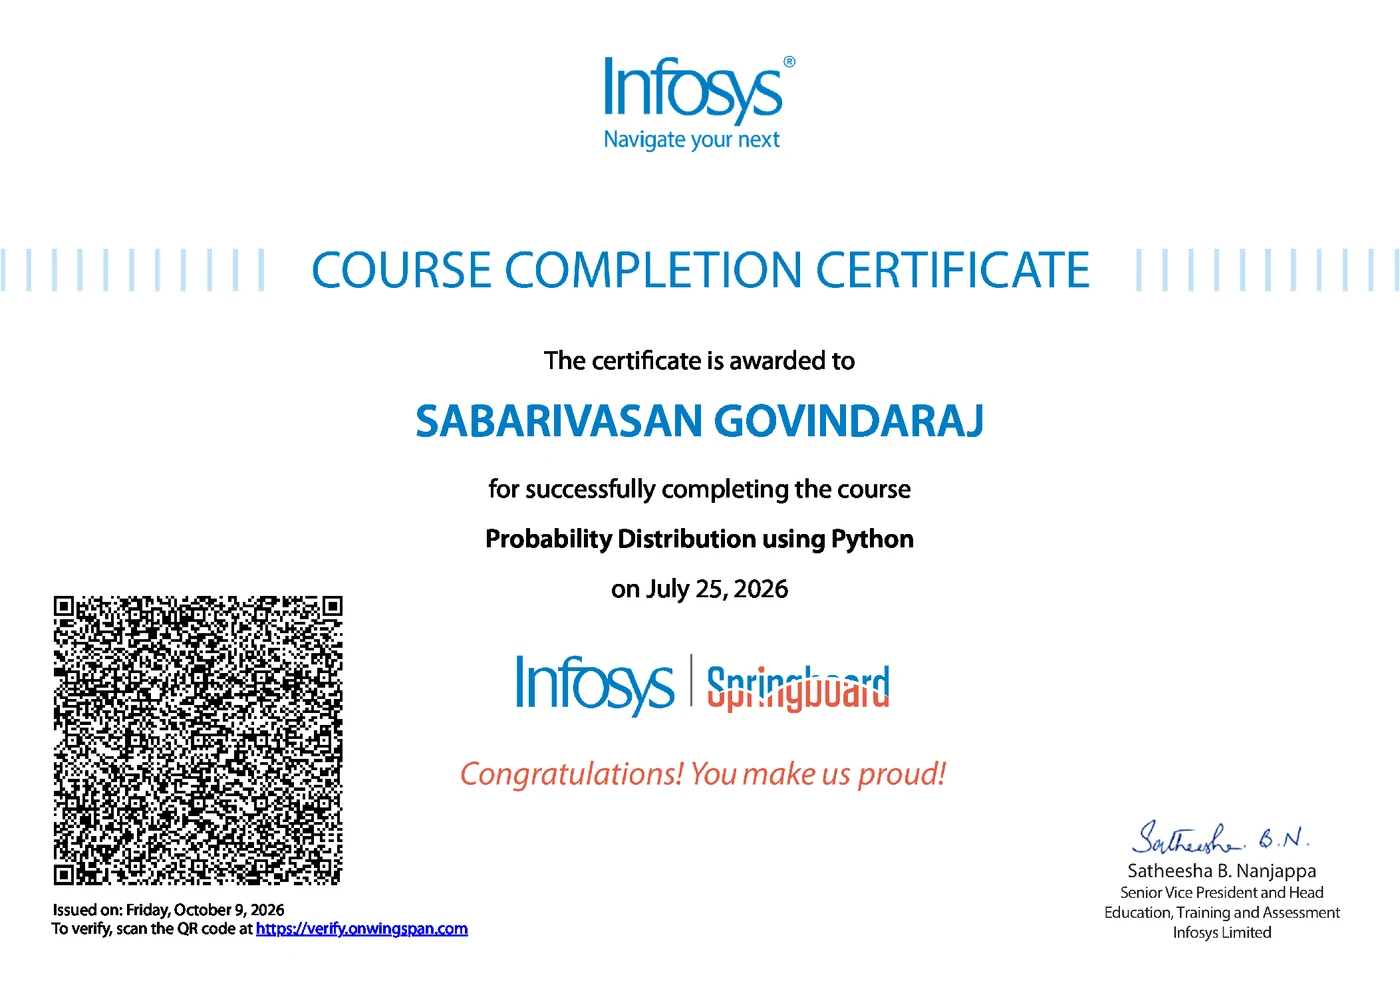 Infosys®
Navigate your next
COURSE COMPLETION CERTIFICATE
The certificate is awarded to
SABARIVASAN GOVINDARAJ
for successfully completing the course
Probability Distribution using Python
on July 25, 2026
Infosys | Springboard
Congratulations! You make us proud!
Issued on: Friday, October 9, 2026
To verify, scan the QR code at https://verify.onwingspan.com
Satheesha B.N.
Satheesha B. Nanjappa
Senior Vice President and Head
Education, Training and Assessment
Infosys Limited